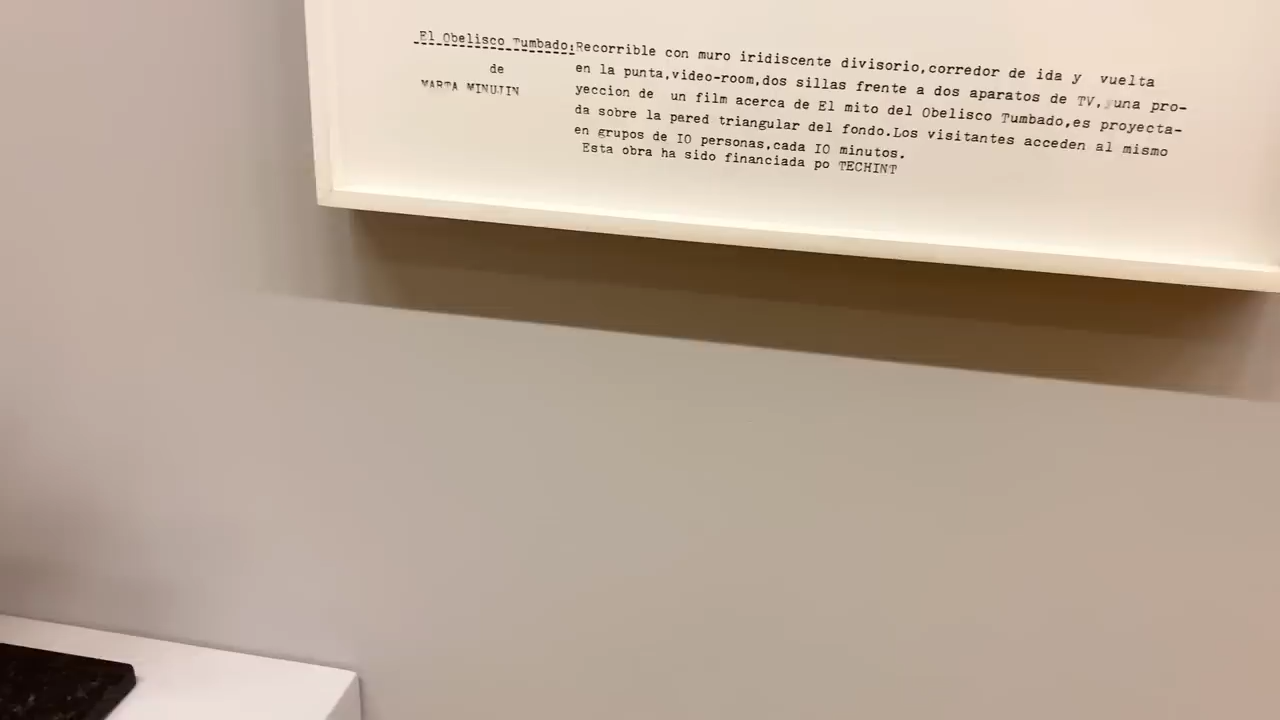 El Obelisco Tumbado:Recorrible con muro iridiscente divisorio,corredor de ida y vuelta
de en la punta,video-room,dos sillas frente a dos aparatos de TV, una pro-
MARTA MINUJIN yeccion de un film acerca de El mito del Obelisco Tumbado,es proyecta-
da sobre la pared triangular del fondo.Los visitantes acceden al mismo
en grupos de IO personas,cada IO minutos.
Esta obra ha sido financiada po TECHINT